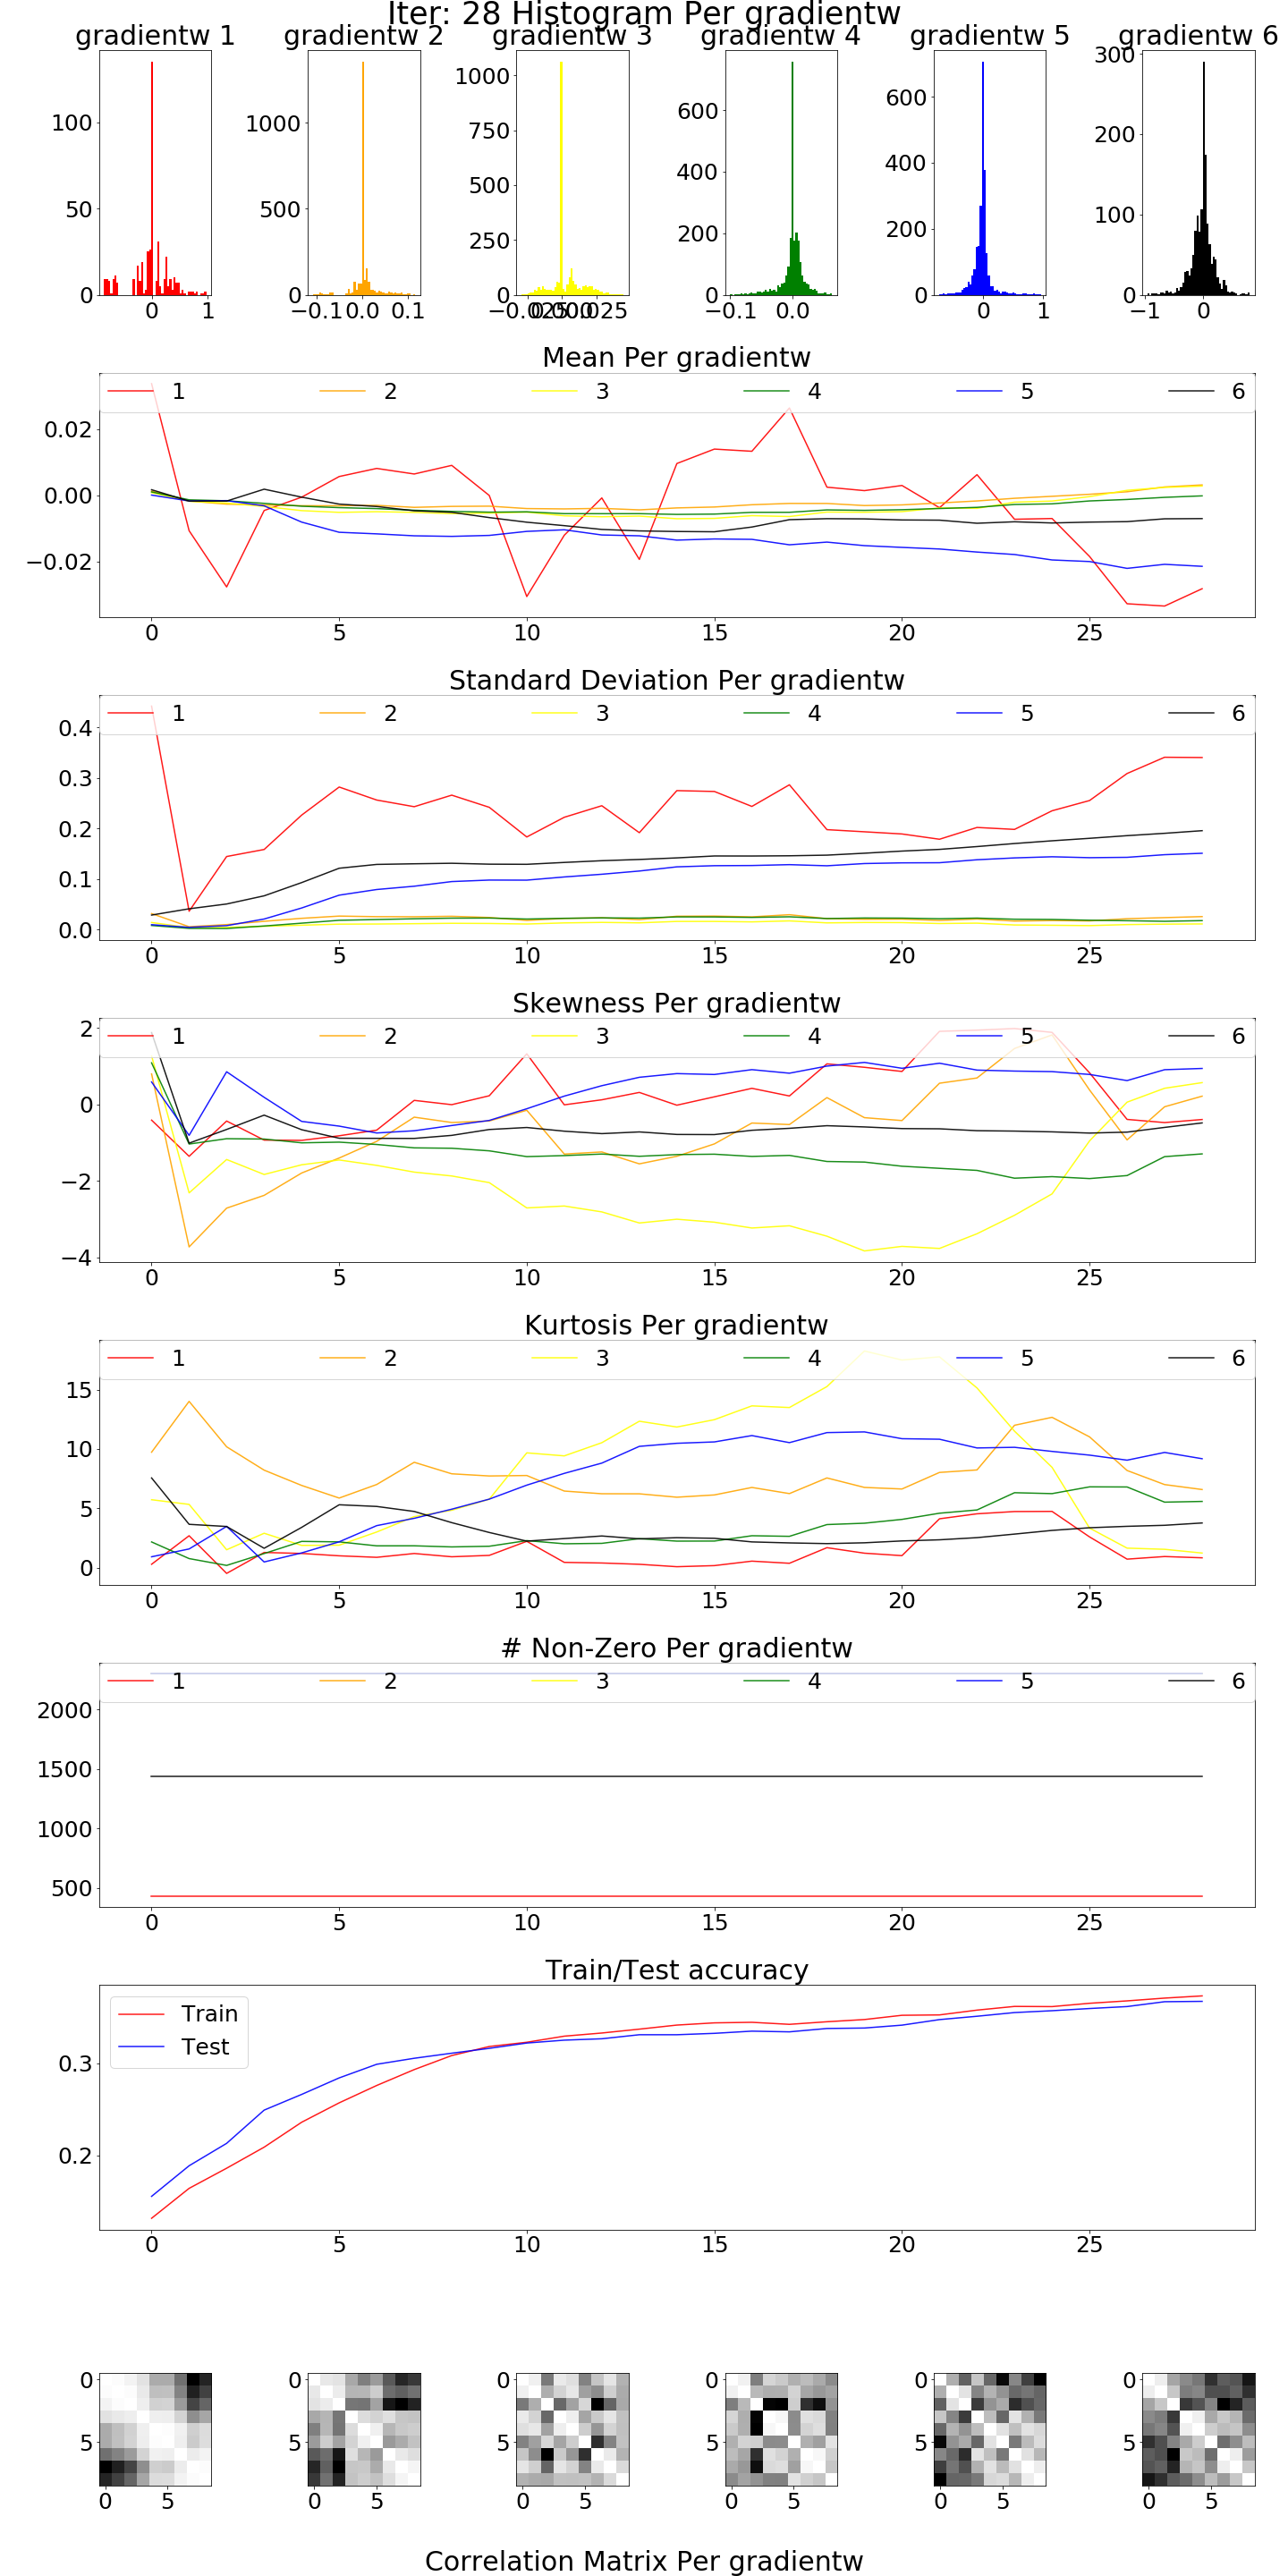 Iter: 28 Histogram Per gradientw
gradientw 1 gradientw 2 gradientw 3 gradientw 4 gradientw 5 gradientw 6
100
50
0
0 1
1000
500
0
−0.1 0.0 0.1
1000
750
500
250
0
−0.025 0.000 0.025
600
400
200
0
−0.1 0.0
600
400
200
0
0 1
300
200
100
0
−1 0
Mean Per gradientw
1 2 3 4 5 6
0.02
0.00
−0.02
0 5 10 15 20 25
Standard Deviation Per gradientw
1 2 3 4 5 6
0.4
0.3
0.2
0.1
0.0
0 5 10 15 20 25
Skewness Per gradientw
1 2 3 4 5 6
2
0
−2
−4
0 5 10 15 20 25
Kurtosis Per gradientw
1 2 3 4 5 6
15
10
5
0
0 5 10 15 20 25
# Non-Zero Per gradientw
1 2 3 4 5 6
2000
1500
1000
500
0 5 10 15 20 25
Train/Test accuracy
Train
Test
0.3
0.2
0 5 10 15 20 25
0 0 0 0 0 0
5 5 5 5 5 5
0 5 0 5 0 5 0 5 0 5 0 5
Correlation Matrix Per gradientw